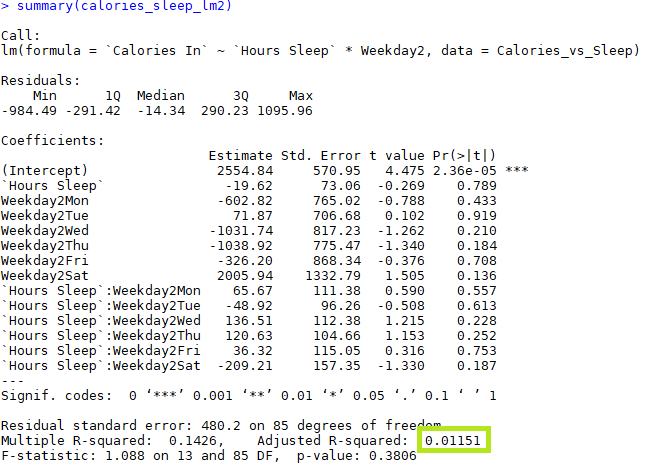 > summary(calories_sleep_lm2)
Call:
lm(formula = `Calories In` ~ `Hours Sleep` * Weekday2, data = Calories_vs_Sleep)
Residuals:
    Min      1Q  Median      3Q     Max
-984.49 -291.42  -14.34  290.23 1095.96
Coefficients:
                          Estimate Std. Error t value Pr(>|t|)
(Intercept)                2554.84     570.95   4.475 2.36e-05 ***
`Hours Sleep`               -19.62      73.06  -0.269    0.789
Weekday2Mon                -602.82     765.02  -0.788    0.433
Weekday2Tue                  71.87     706.68   0.102    0.919
Weekday2Wed               -1031.74     817.23  -1.262    0.210
Weekday2Thu               -1038.92     775.47  -1.340    0.184
Weekday2Fri                -326.20     868.34  -0.376    0.708
Weekday2Sat                2005.94    1332.79   1.505    0.136
`Hours Sleep`:Weekday2Mon    65.67     111.38   0.590    0.557
`Hours Sleep`:Weekday2Tue   -48.92      96.26  -0.508    0.613
`Hours Sleep`:Weekday2Wed   136.51     112.38   1.215    0.228
`Hours Sleep`:Weekday2Thu   120.63     104.66   1.153    0.252
`Hours Sleep`:Weekday2Fri    36.32     115.05   0.316    0.753
`Hours Sleep`:Weekday2Sat  -209.21     157.35  -1.330    0.187
---
Signif. codes:  0 ‘***’ 0.001 ‘**’ 0.01 ‘*’ 0.05 ‘.’ 0.1 ‘ ’ 1
Residual standard error: 480.2 on 85 degrees of freedom
Multiple R-squared:  0.1426,    Adjusted R-squared:  0.01151
F-statistic: 1.088 on 13 and 85 DF,  p-value: 0.3806